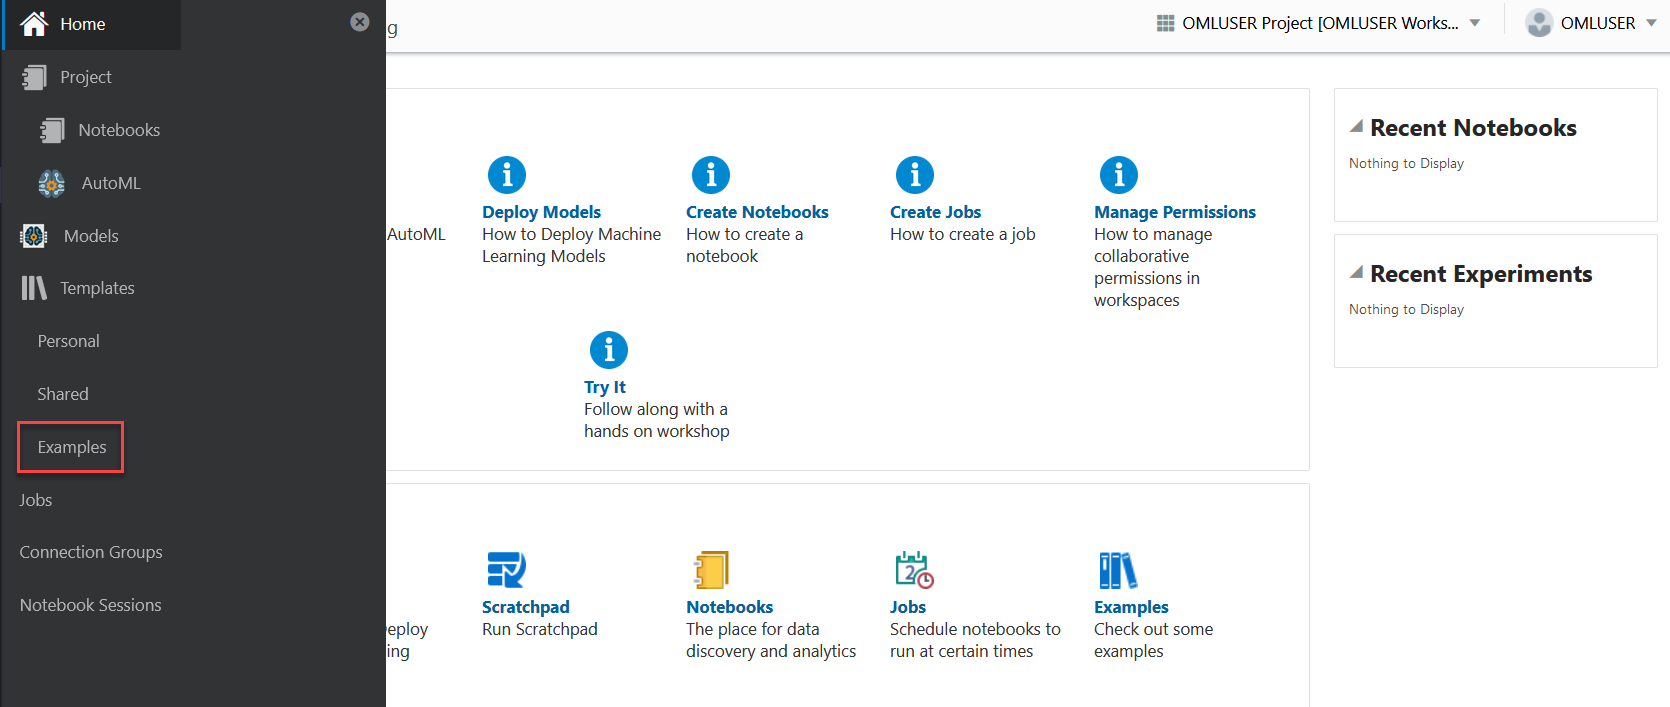 Home
Project
Notebooks
AutoML
Models
Templates
Personal
Shared
Examples
Jobs
Connection Groups
Notebook Sessions
g
OMLUSER Project [OMLUSER Works...
OMLUSER
AutoML
Deploy Models
How to Deploy Machine
Learning Models
Create Notebooks
How to create a
notebook
Create Jobs
How to create a job
Manage Permissions
How to manage
collaborative
permissions in
workspaces
Try It
Follow along with a
hands on workshop
eploy
ing
Scratchpad
Run Scratchpad
Notebooks
The place for data
discovery and analytics
2
Jobs
Schedule notebooks to
run at certain times
Examples
Check out some
examples
Recent Notebooks
Nothing to Display
Recent Experiments
Nothing to Display